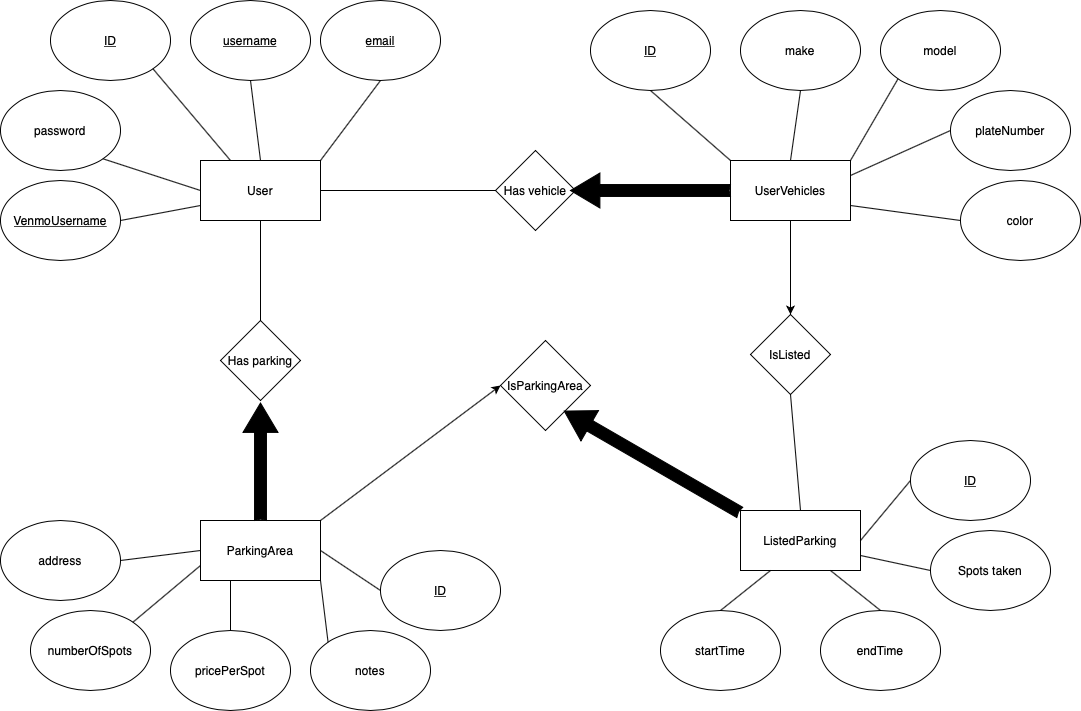 ID
username
email
ID
make
model
password
plateNumber
User
Has vehicle
UserVehicles
VenmoUsername
color
Has parking
IsListed
IsParkingArea
ID
ParkingArea
ListedParking
address
Spots taken
ID
numberOfSpots
pricePerSpot
notes
startTime
endTime